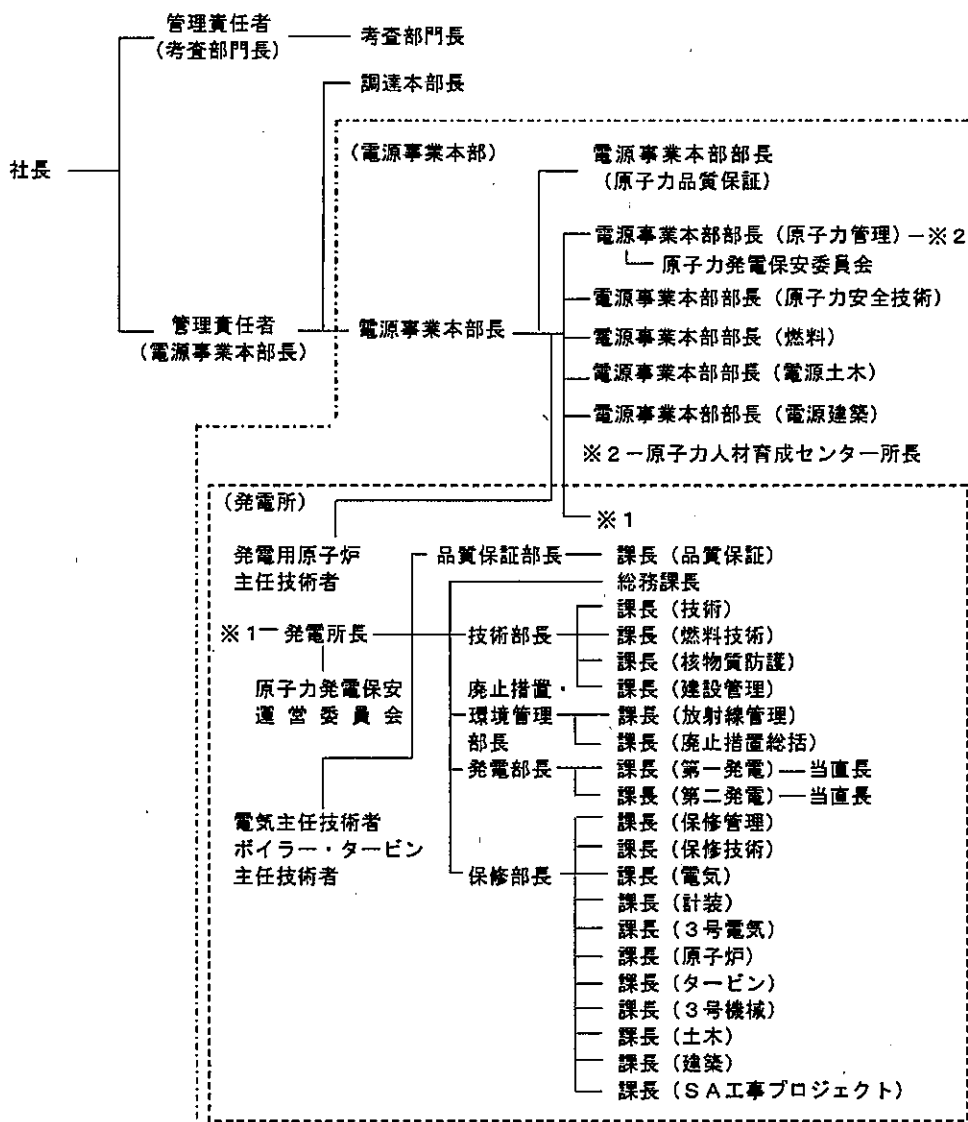 管理責任者
(考査部門長)
考査部門長
調達本部長
社長
(電源事業本部)
電源事業本部部長
(原子力品質保証)
電源事業本部部長(原子力管理)-※2
原子力発電保安委員会
電源事業本部部長(原子力安全技術)
管理責任者
(電源事業本部長)
電源事業本部長
電源事業本部部長(燃料)
電源事業本部部長(電源土木)
電源事業本部部長(電源建築)
※2-原子力人材育成センター所長
(発電所)
※1
発電用原子炉
主任技術者
品質保証部長
課長(品質保証)
総務課長
※1-発電所長
原子力発電保安
運営委員会
技術部長
課長(技術)
課長(燃料技術)
課長(核物質防護)
課長(建設管理)
廃止措置・
環境管理
部長
課長(放射線管理)
課長(廃止措置総括)
発電部長
課長(第一発電)-当直長
課長(第二発電)-当直長
電気主任技術者
ボイラー・タービン
主任技術者
保修部長
課長(保修管理)
課長(保修技術)
課長(電気)
課長(計装)
課長(3号電気)
課長(原子炉)
課長(タービン)
課長(3号機械)
課長(土木)
課長(建築)
課長(SA工事プロジェクト)